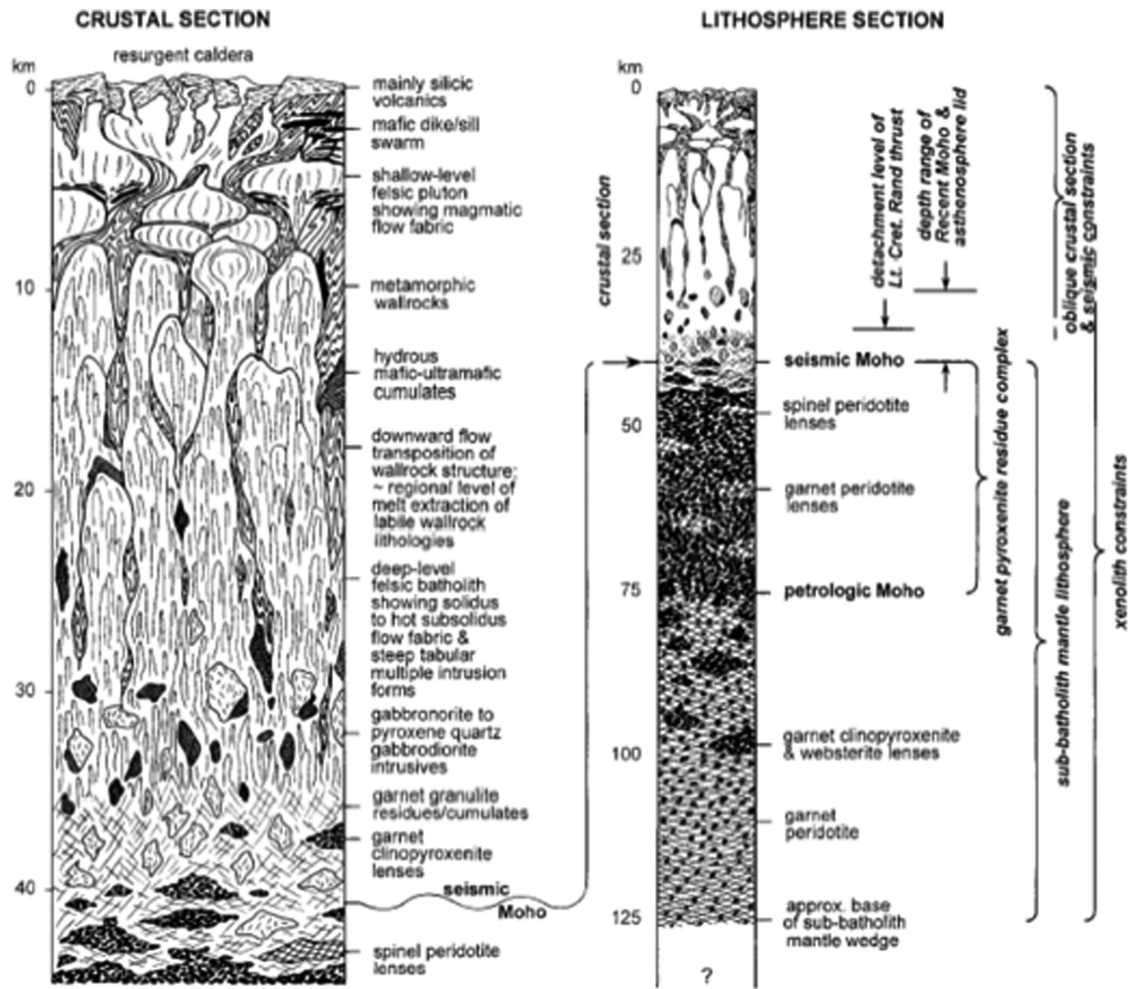 CRUSTAL SECTION
resurgent caldera
km
0
10
20
30
40
mainly silicic
volcanics
mafic dike/sill
swarm
shallow-level
felsic pluton
showing magmatic
flow fabric
metamorphic
wallrocks
hydrous
mafic-ultramafic
cumulates
downward flow
transposition of
wallrock structure;
~ regional level of
melt extraction of
labile wallrock
lithologies
deep-level
felsic batholith
showing solidus
to hot subsolidus
flow fabric &
steep tabular
multiple intrusion
forms
gabbronorite to
pyroxene quartz
gabbrodiorite
intrusives
garnet granulite
residues/cumulates
garnet
clinopyroxenite
lenses
seismic
Moho
spinel peridotite
lenses
LITHOSPHERE SECTION
km
0
25
50
75
100
125
crustal section
detachment level of
Lt. Cret. Rand thrust
depth range of
Recent Moho &
asthenosphere lid
oblique crustal section
& seismic constraints
seismic Moho
spinel peridotite
lenses
garnet peridotite
lenses
petrologic Moho
garnet clinopyroxenite
& websterite lenses
garnet
peridotite
approx. base
of sub-batholith
mantle wedge
?
garnet pyroxenite residue complex
sub-batholith mantle lithosphere
xenolith constraints